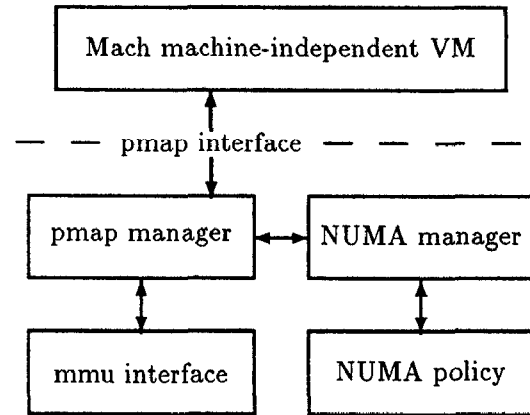 Mach machine-independent VM
pmap interface
pmap manager
NUMA manager
mmu interface
NUMA policy